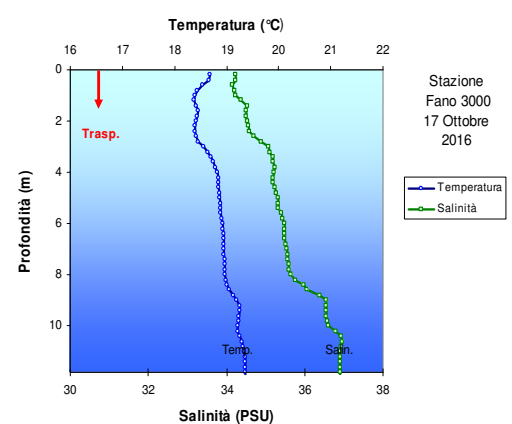 Temperatura (°C)
16 17 18 19 20 21 22
0
2
4
6
8
10
Profondità (m)
Trasp.
Temp.
Salin.
30 32 34 36 38
Salinità (PSU)
Stazione
Fano 3000
17 Ottobre
2016
Temperatura
Salinità